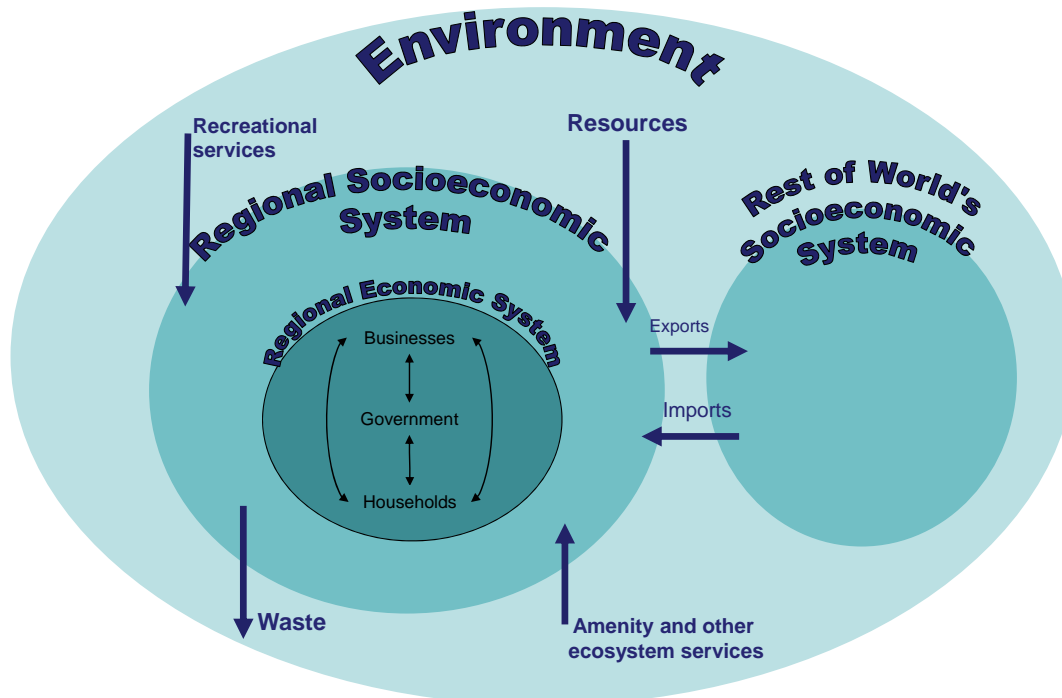 Environment
Recreational
services
Resources
Regional Socioeconomic
System
Rest of World's
Socioeconomic
System
Regional Economic System
Businesses
Exports
Government
Imports
Households
Waste
Amenity and other
ecosystem services